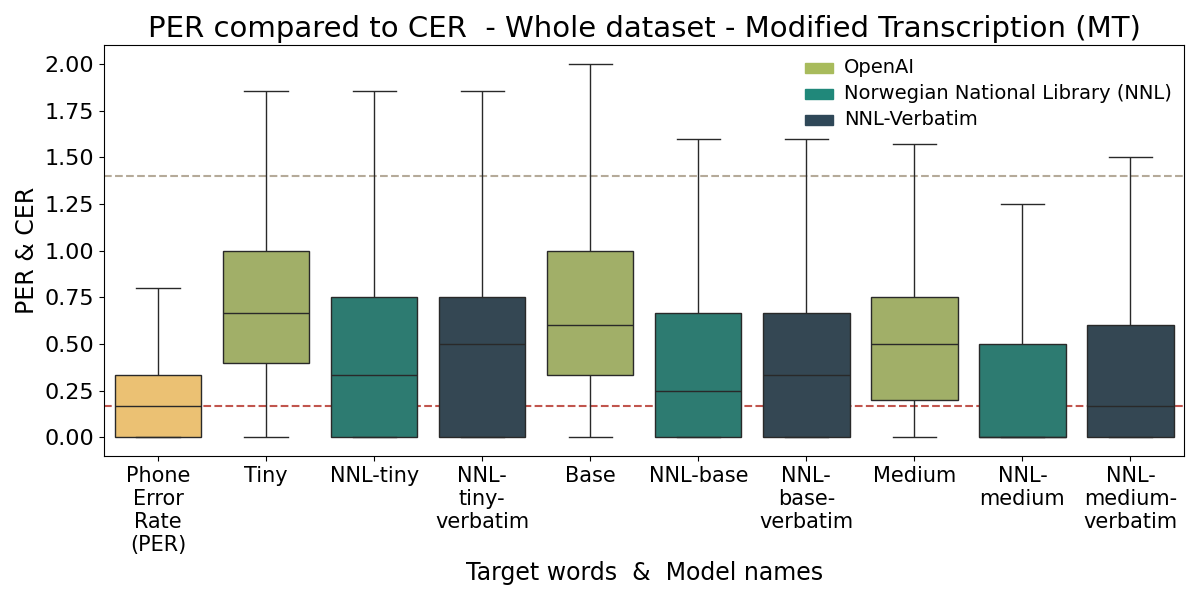 PER compared to CER - Whole dataset - Modified Transcription (MT)
OpenAI
Norwegian National Library (NNL)
NNL-Verbatim
PER & CER
2.00
1.75
1.50
1.25
1.00
0.75
0.50
0.25
0.00
Phone
Error
Rate
(PER)
Tiny
NNL-tiny
NNL-
tiny-
verbatim
Base
NNL-base
NNL-
base-
verbatim
Medium
NNL-
medium
NNL-
medium-
verbatim
Target words & Model names